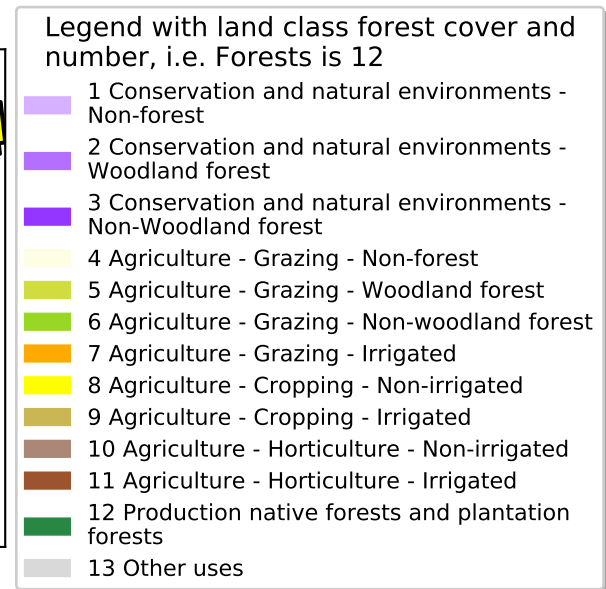 Legend with land class forest cover and
number, i.e. Forests is 12
1 Conservation and natural environments -
Non-forest
2 Conservation and natural environments -
Woodland forest
3 Conservation and natural environments -
Non-Woodland forest
4 Agriculture - Grazing - Non-forest
5 Agriculture - Grazing - Woodland forest
6 Agriculture - Grazing - Non-woodland forest
7 Agriculture - Grazing - Irrigated
8 Agriculture - Cropping - Non-irrigated
9 Agriculture - Cropping - Irrigated
10 Agriculture - Horticulture - Non-irrigated
11 Agriculture - Horticulture - Irrigated
12 Production native forests and plantation
forests
13 Other uses